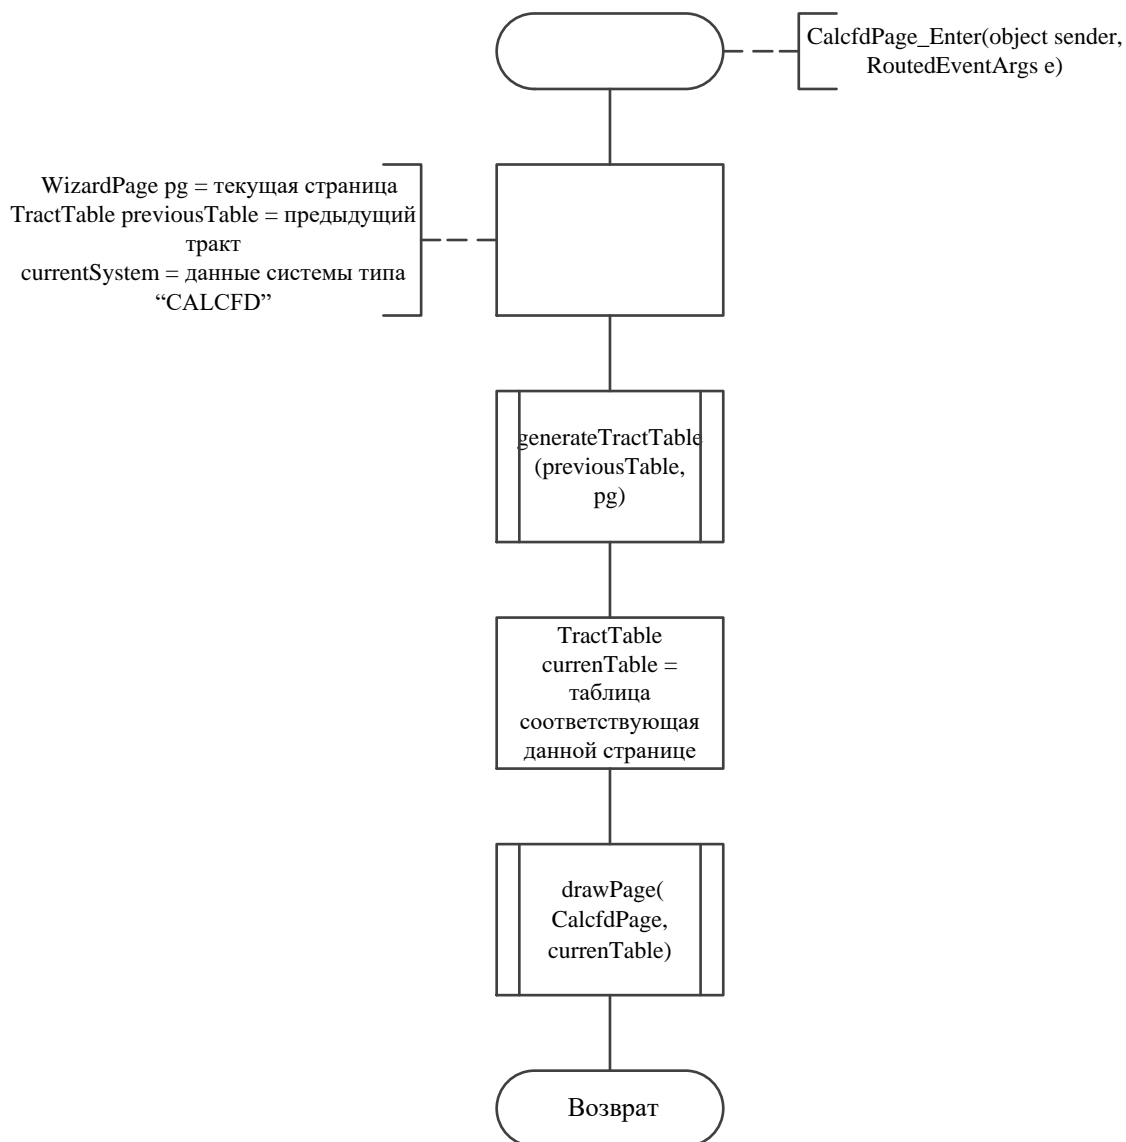 CalcfdPage_Enter(object sender,
RoutedEventArgs e)
WizardPage pg = текущая страница
TractTable previousTable = предыдущий
тракт
currentSystem = данные системы типа
“CALCFD”
generateTractTable
(previousTable,
pg)
TractTable
currenTable =
таблица
соответствующая
данной странице
drawPage(
CalcfdPage,
currenTable)
Возврат